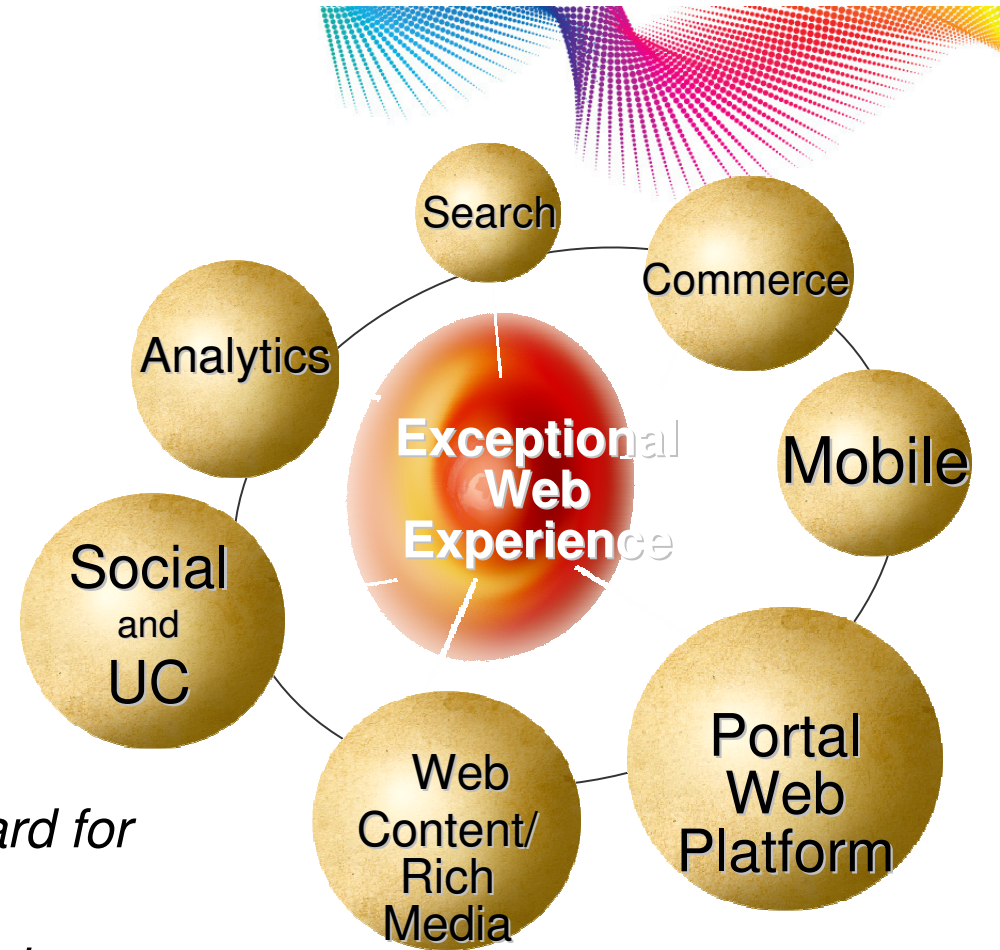 Search
Commerce
Analytics
Exceptional
Web
Experience
Mobile
Social
and
UC
Portal
Web
Platform
Web
Content/
Rich
Media
ard for